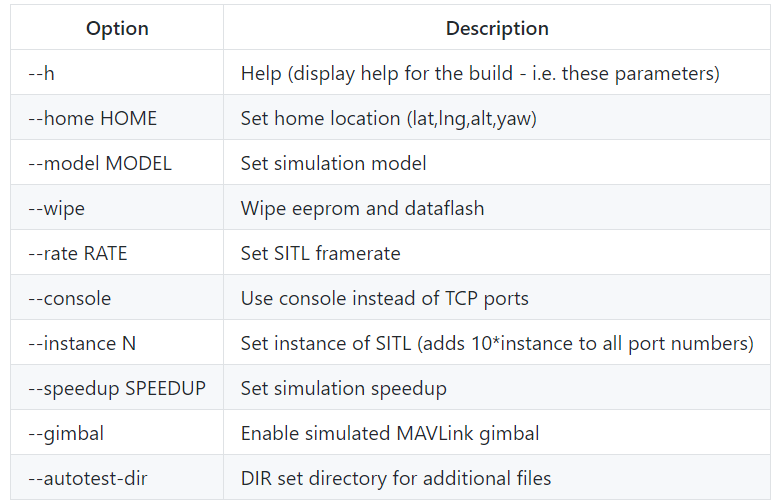 Option Description
--h Help (display help for the build - i.e. these parameters)
--home HOME Set home location (lat,lng,alt,yaw)
--model MODEL Set simulation model
--wipe Wipe eeprom and dataflash
--rate RATE Set SITL framerate
--console Use console instead of TCP ports
--instance N Set instance of SITL (adds 10*instance to all port numbers)
--speedup SPEEDUP Set simulation speedup
--gimbal Enable simulated MAVLink gimbal
--autotest-dir DIR set directory for additional files